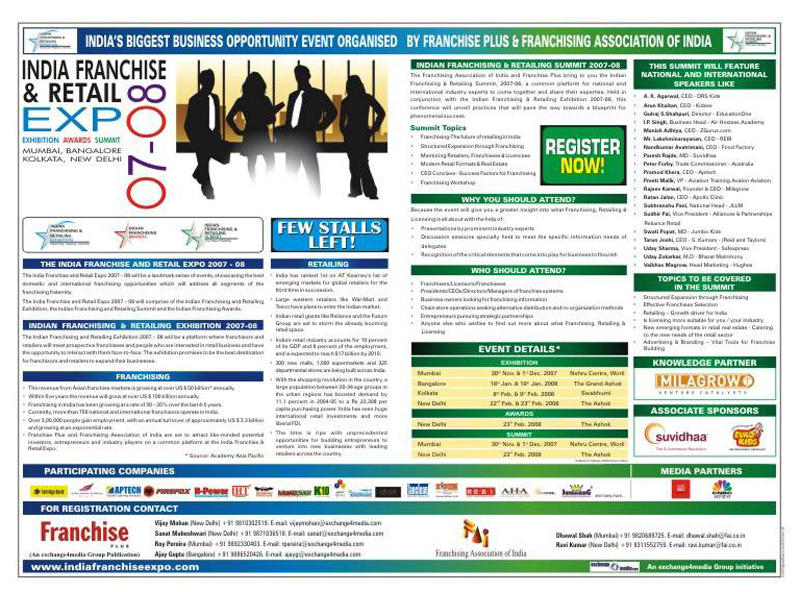 INDIA'S BIGGEST BUSINESS OPPORTUNITY EVENT ORGANISED BY FRANCHISE PLUS & FRANCHISING ASSOCIATION OF INDIA
INDIA FRANCHISE
& RETAIL
EXPO
07-08
EXHIBITION AWARDS SUMMIT
MUMBAI, BANGALORE
KOLKATA, NEW DELHI
FEW STALLS
LEFT!
THE INDIA FRANCHISE AND RETAIL EXPO 2007 - 08
The India Franchise and Retail Expo 2007 - 08 will be a landmark series of events, showcasing the best
domestic and international franchising opportunities which will address all segments of the
franchising fraternity.
The India Franchise and Retail Expo 2007 - 08 will comprise of the Indian Franchising and Retailing
Exhibition, the Indian Franchising and Retailing Summit and the Indian Franchising Awards.
INDIAN FRANCHISING & RETAILING EXHIBITION 2007-08
The Indian Franchising and Retailing Exhibition 2007 - 08 will be a platform where franchisors and
retailers will meet prospective franchisees and people who are interested in retail business and have
the opportunity to interact with them face-to-face. The exhibition promises to be the best destination
for franchisors and retailers to expand their businesses.
FRANCHISING
The revenue from Asian franchise markets is growing at over US $ 50 billion* annually.
Within five years the revenue will grow at over US $ 100 billion annually.
Franchising in India has been growing at a rate of 30 - 35% over the last 4-5 years.
Currently, more than 750 national and international franchisors operate in India.
Over 3,00,000 people gain employment, with an annual turnover of approximately US $ 3.3 billion
and growing at an exponential rate.
Franchise Plus and Franchising Association of India are set to attract like-minded potential
investors, entrepreneurs and industry players on a common platform at the India Franchise &
Retail Expo.
* Source: Academy Asia Pacific
RETAILING
India has ranked 1st on AT Kearney's list of
emerging markets for global retailers for the
third time in succession.
Large western retailers like Wal-Mart and
Tesco have plans to enter the Indian market.
Indian retail giants like Reliance and the Future
Group are set to storm the already booming
retail space.
India's retail industry accounts for 10 percent
of its GDP and 8 percent of the employment,
and is expected to reach $17 billion by 2010.
300 new malls, 1500 supermarkets and 325
departmental stores are being built across India.
With the shopping revolution in the country, a
large population between 20-34 age groups in
the urban regions has boosted demand by
11.1 percent in 2004-05 to a Rs 23,308 per
capita purchasing power. India has seen huge
international retail investments and more
liberal FDI.
The time is ripe with unprecedented
opportunities for budding entrepreneurs to
venture into new businesses with leading
retailers across the country.
INDIAN FRANCHISING & RETAILING SUMMIT 2007-08
The Franchising Association of India and Franchise Plus bring to you the Indian
Franchising & Retailing Summit, 2007-08, a common platform for national and
international industry experts to come together and share their expertise. Held in
conjunction with the Indian Franchising & Retailing Exhibition 2007-08, this
conference will unveil practices that will pave the way towards a blueprint for
phenomenal success.
Summit Topics
Franchising-The future of retailing in India
Structured Expansion through Franchising
Mentoring Retailers, Franchisees & Licencees
Modern Retail Formats & Real Estate
CEO Conclave - Success Factors for Franchising
Franchising Workshop
REGISTER
NOW!
WHY YOU SHOULD ATTEND?
Because the event will give you a greater insight into what Franchising, Retailing &
Licensing is all about with the help of:
Presentations by prominent industry experts
Discussion sessions specially held to meet the specific information needs of
delegates
Recognition of the critical elements that come into play for business to flourish
WHO SHOULD ATTEND?
Franchisers/Licensors/Franchisees
Presidents/CEOs/Directors/Managers of franchise systems
Business owners looking for franchising information
Chain store operations seeking alternative distribution and re-organisation methods
Entrepreneurs pursuing strategic partnerships
Anyone else who wishes to find out more about what Franchising, Retailing &
Licensing
EVENT DETAILS*
EXHIBITION
Mumbai 30th Nov. & 1st Dec. 2007 Nehru Centre, Worli
Bangalore 18th Jan. & 19th Jan. 2008 The Grand Ashok
Kolkata 8th Feb. & 9th Feb. 2008 Swabhumi
New Delhi 22nd Feb. & 23rd Feb. 2008 The Ashok
AWARDS
New Delhi 23rd Feb. 2008 The Ashok
SUMMIT
Mumbai 30th Nov. & 1st Dec. 2007 Nehru Centre, Worli
New Delhi 23rd Feb. 2008 The Ashok
THIS SUMMIT WILL FEATURE
NATIONAL AND INTERNATIONAL
SPEAKERS LIKE
A. K. Agarwal, CEO - DRS Kids
Arun Khaitan, CEO - Kidzee
Gulraj S.Shahpuri, Director - EducationOne
I.P. Singh, Business Head - Air Hostess Academy
Manish Adhiya, CEO - ZGurus.com
Mr. Lakshminarayanan, CEO - REBI
Nandkumar Avatrimani, CEO - Food Factory
Paresh Rajde, MD - Suvidhaa
Peter Forby, Trade Commissioner - Australia
Pramod Khera, CEO - Aptech
Preeti Malik, VP - Aviation Training Avalon Aviation
Rajeev Karwal, Founder & CEO - Milagrow
Ratan Jalan, CEO - Apollo Clinic
Subhranshu Pani, National Head - JLLM
Sudhir Pai, Vice President - Alliances & Partnerships
Reliance Retail
Swati Popat, MD - Jumbo Kids
Tarun Joshi, CEO - S. Kumars - (Reid and Taylors)
Uday Sharma, Vice President - Safexpress
Uday Zokarkar, M.D - Bharat Matrimony
Vaibhav Magrow, Head Marketing - Hughes
TOPICS TO BE COVERED
IN THE SUMMIT
Structured Expansion through Franchising
Effective Franchisee Selection
Retailing - Growth driver for India
Is licensing more suitable for you / your industry
New emerging formats in retail real estate - Catering
to the new needs of the retail sector
Advertising & Branding - Vital Tools for Franchise
Building
KNOWLEDGE PARTNER
MILAGROW
VENTURE CATALYSTS
ASSOCIATE SPONSORS
suvidhaa
EURO KIDS
PARTICIPATING COMPANIES
APTECH
FIREFOX
N-Power
K10
REBI
AHA
and many more...
MEDIA PARTNERS
CNBC
FOR REGISTRATION CONTACT
Franchise
PLUS
(An exchange4media Group Publication)
Vijay Mohan (New Delhi) +91 9810302519. E-mail: vijaymohan@exchange4media.com
Sanat Maheshwari (New Delhi) +91 9871036518. E-mail: sanat@exchange4media.com
Roy Pereira (Mumbai) +91 9892330403. E-mail: rpereira@exchange4media.com
Ajay Gupta (Bangalore) +91 9886520426. E-mail: ajayg@exchange4media.com
FAI
Franchising Association of India
Dhawal Shah (Mumbai) +91 9820689725. E-mail: dhawal.shah@fai.co.in
Ravi Kumar (New Delhi) +91 9311552759. E-mail: ravi.kumar@fai.co.in
www.indiafranchiseexpo.com
exchange4media.com
An exchange4media Group initiative